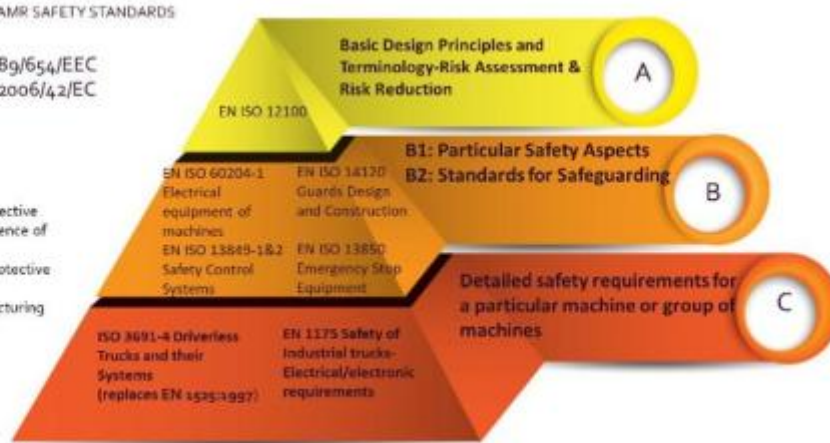 AMR SAFETY STANDARDS
89/654/EEC
2006/42/EC
ective
ence of
otective
cturing
EN ISO 12100
Basic Design Principles and
Terminology-Risk Assessment &
Risk Reduction
A
EN ISO 60204-1
Electrical
equipment of
machines
EN ISO 13849-1&2
Safety Control
Systems
EN ISO 14120
Guards Design
and Construction
EN ISO 13850
Emergency Stop
Equipment
B1: Particular Safety Aspects
B2: Standards for Safeguarding
B
ISO 3691-4 Driverless
Trucks and their
Systems
(replaces EN 1525:1997)
EN 1175 Safety of
Industrial trucks-
Electrical/electronic
requirements
Detailed safety requirements for
a particular machine or group of
machines
C